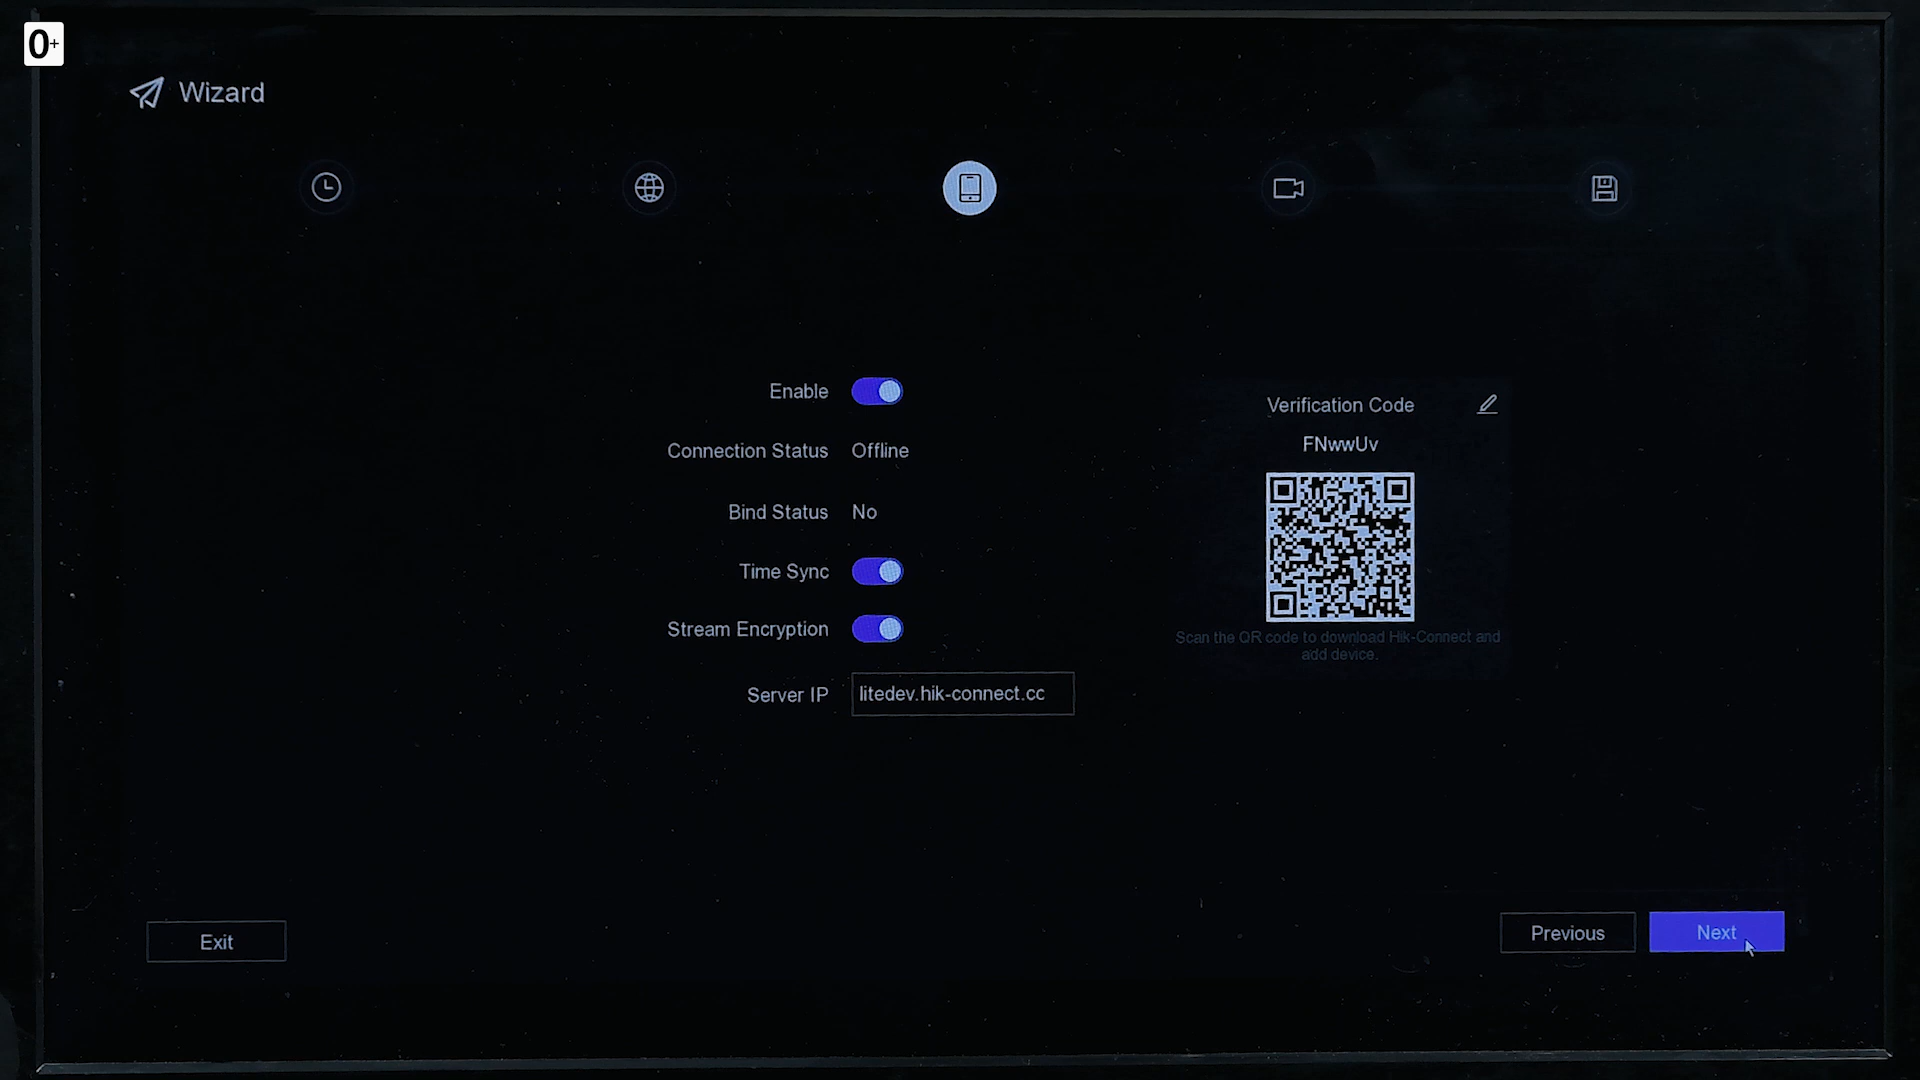 0+
Wizard
Enable
Connection Status Offline
Bind Status No
Time Sync
Stream Encryption
Server IP litedev.hik-connect.cc
Verification Code
FNwwUv
Scan the QR code to download Hik-Connect and
add device.
Exit
Previous
Next